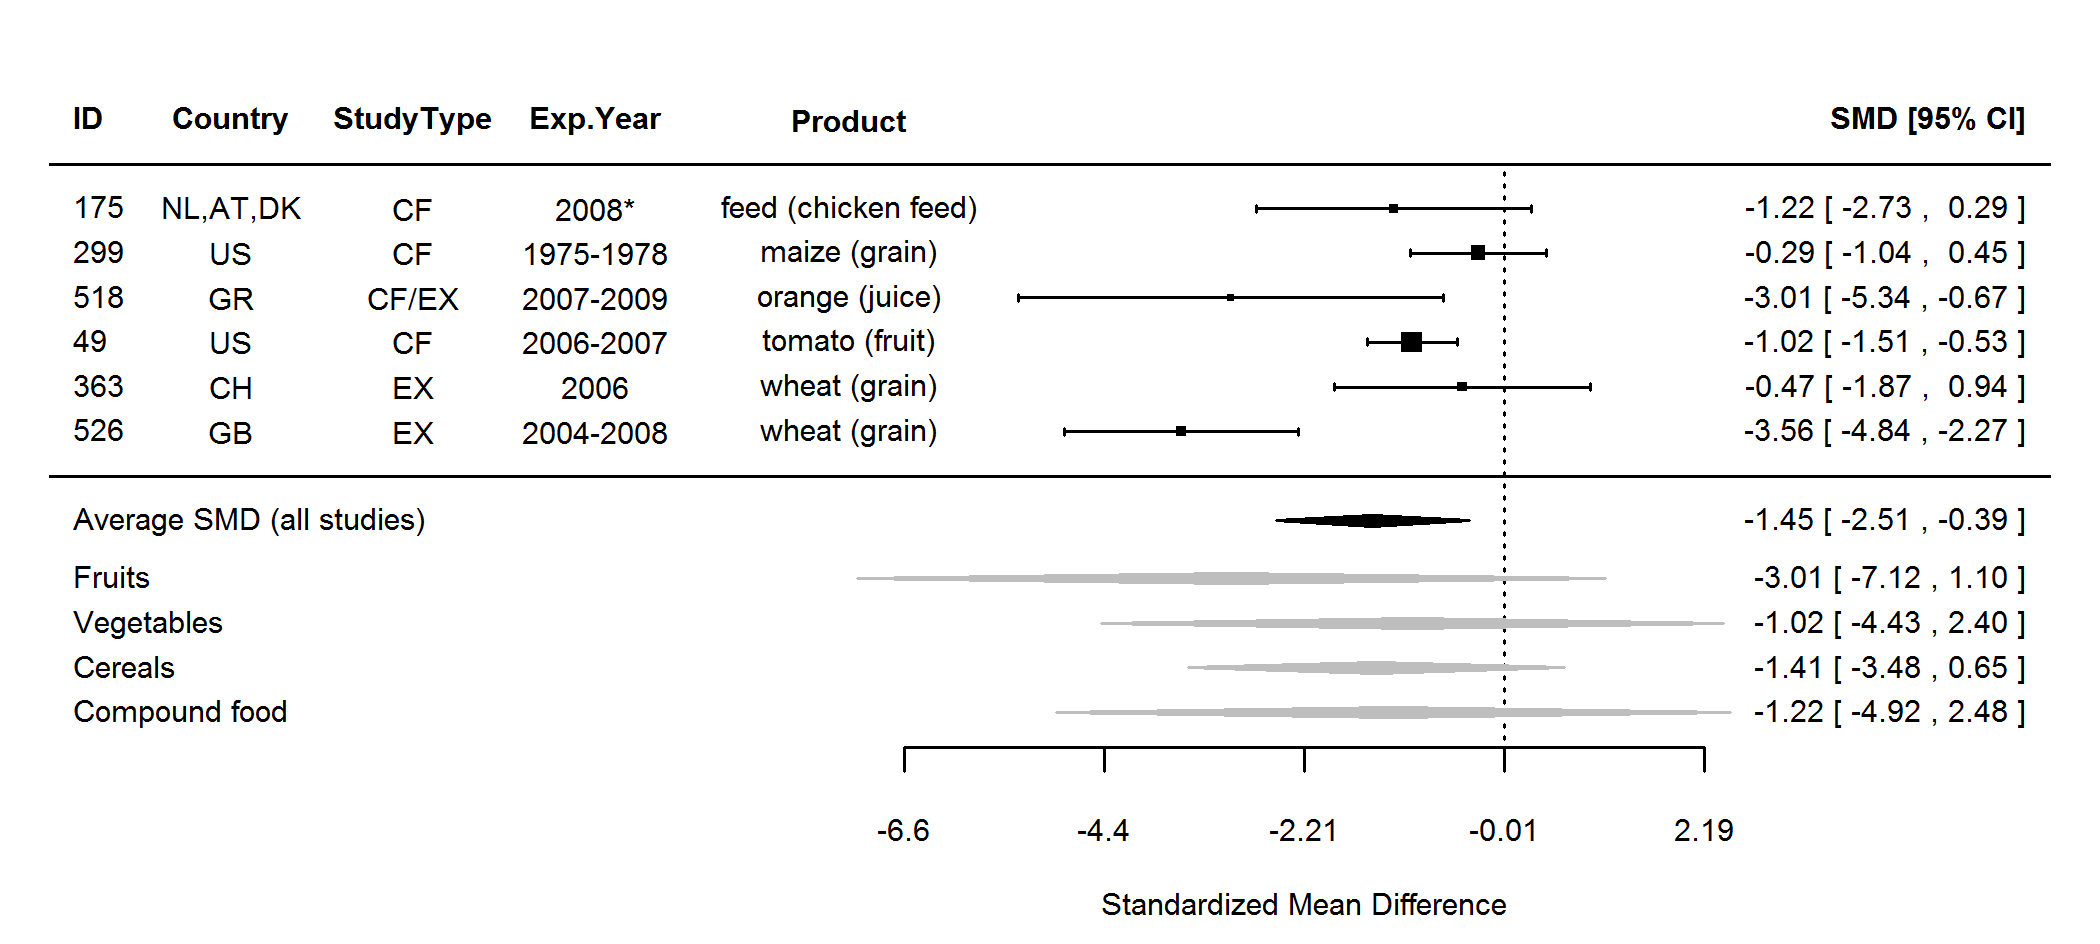 ID Country StudyType Exp.Year Product SMD [95% CI]
175 NL,AT,DK CF 2008* feed (chicken feed) -1.22 [ -2.73 , 0.29 ]
299 US CF 1975-1978 maize (grain) -0.29 [ -1.04 , 0.45 ]
518 GR CF/EX 2007-2009 orange (juice) -3.01 [ -5.34 , -0.67 ]
49 US CF 2006-2007 tomato (fruit) -1.02 [ -1.51 , -0.53 ]
363 CH EX 2006 wheat (grain) -0.47 [ -1.87 , 0.94 ]
526 GB EX 2004-2008 wheat (grain) -3.56 [ -4.84 , -2.27 ]
Average SMD (all studies) -1.45 [ -2.51 , -0.39 ]
Fruits -3.01 [ -7.12 , 1.10 ]
Vegetables -1.02 [ -4.43 , 2.40 ]
Cereals -1.41 [ -3.48 , 0.65 ]
Compound food -1.22 [ -4.92 , 2.48 ]
-6.6 -4.4 -2.21 -0.01 2.19
Standardized Mean Difference